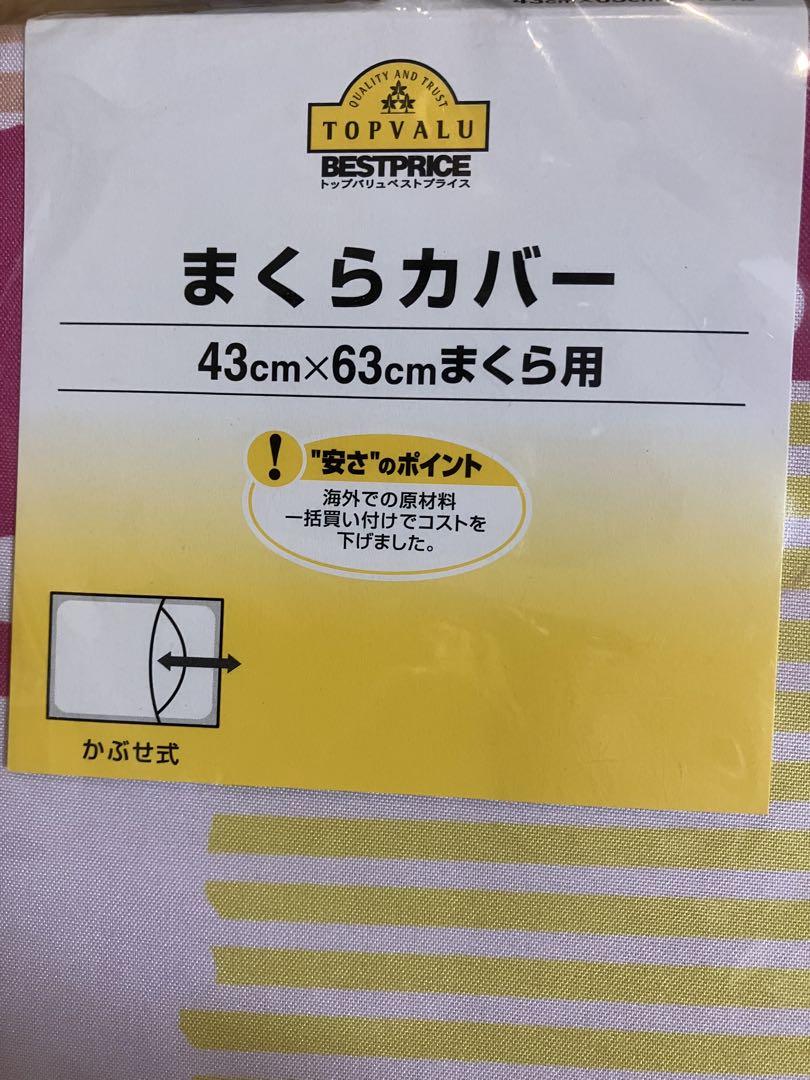 QUALITY AND TRUST
TOPVALU
BESTPRICE
トップバリュベストプライス
まくらカバー
43cm×63cmまくら用
!
"安さ"のポイント
海外での原材料
一括買い付けでコストを
下げました。
かぶせ式